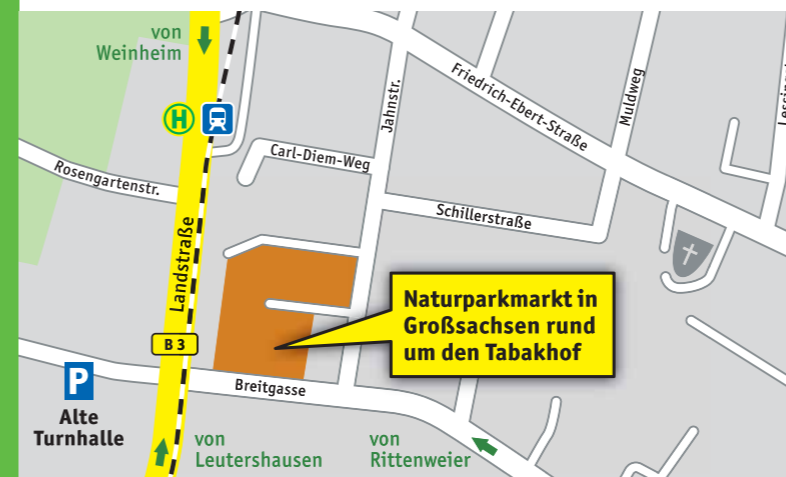 von
Weinheim
H
Rosengartenstr.
Landstraße
Carl-Diem-Weg
Jahnstr.
Friedrich-Ebert-Straße
Muldweg
Schillerstraße
Naturparkmarkt in
Großsachsen rund
um den Tabakhof
B 3
P
Alte
Turnhalle
Breitgasse
von
Leutershausen
von
Rittenweier